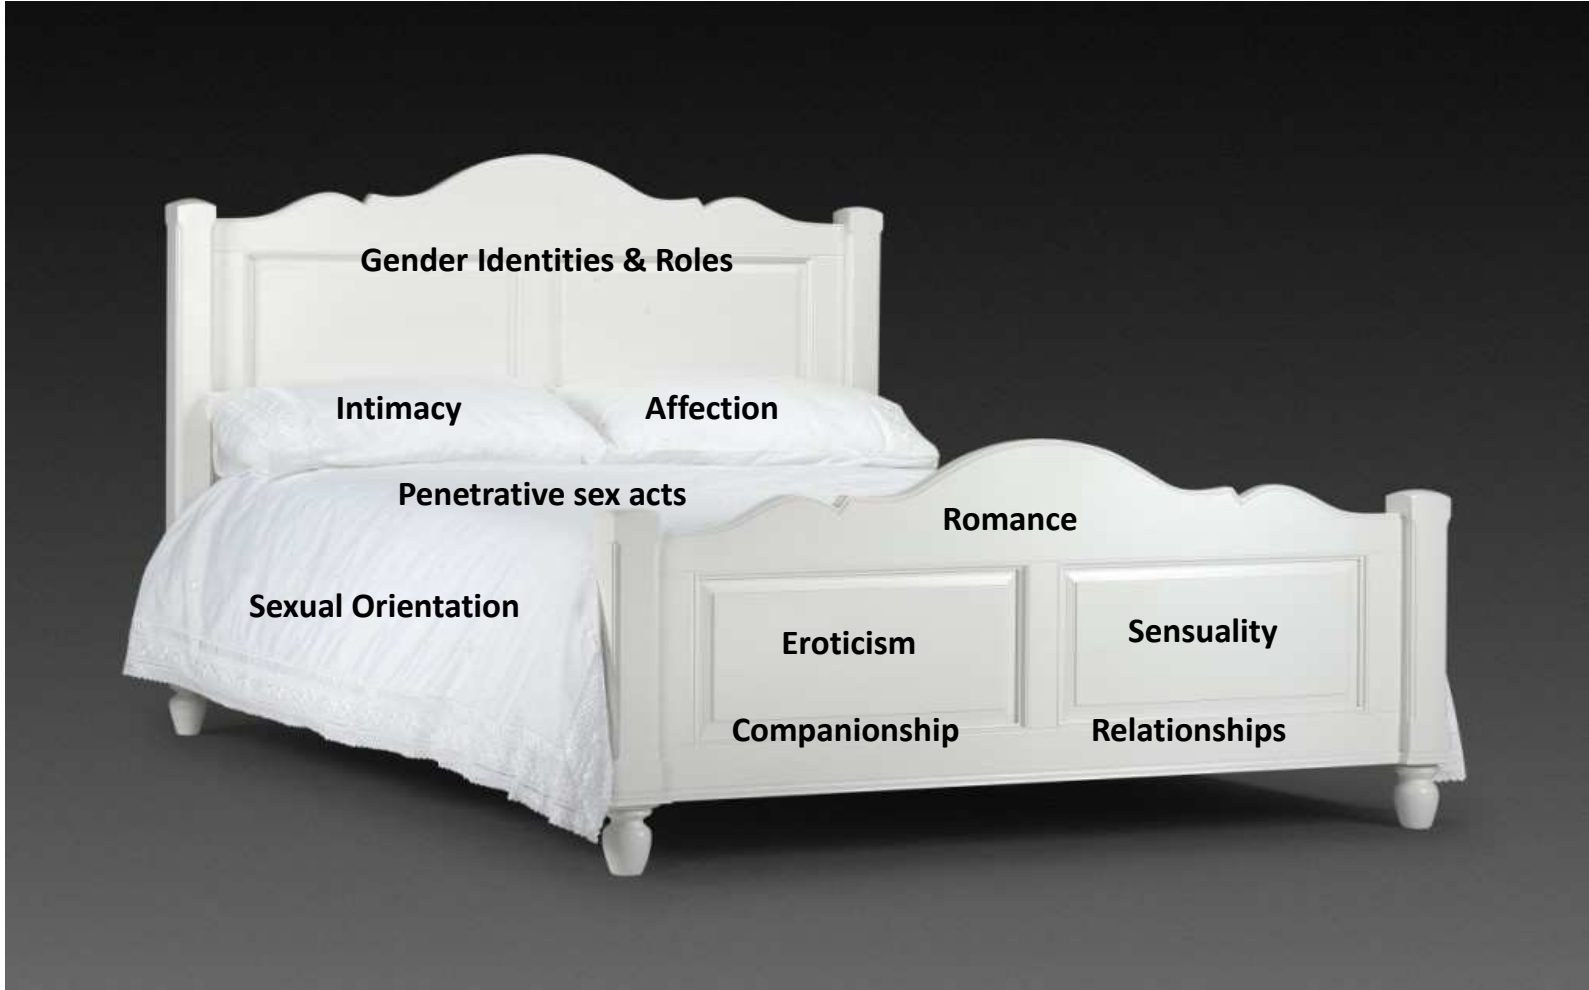 Gender Identities & Roles
Intimacy
Affection
Penetrative sex acts
Romance
Sexual Orientation
Eroticism
Sensuality
Companionship
Relationships